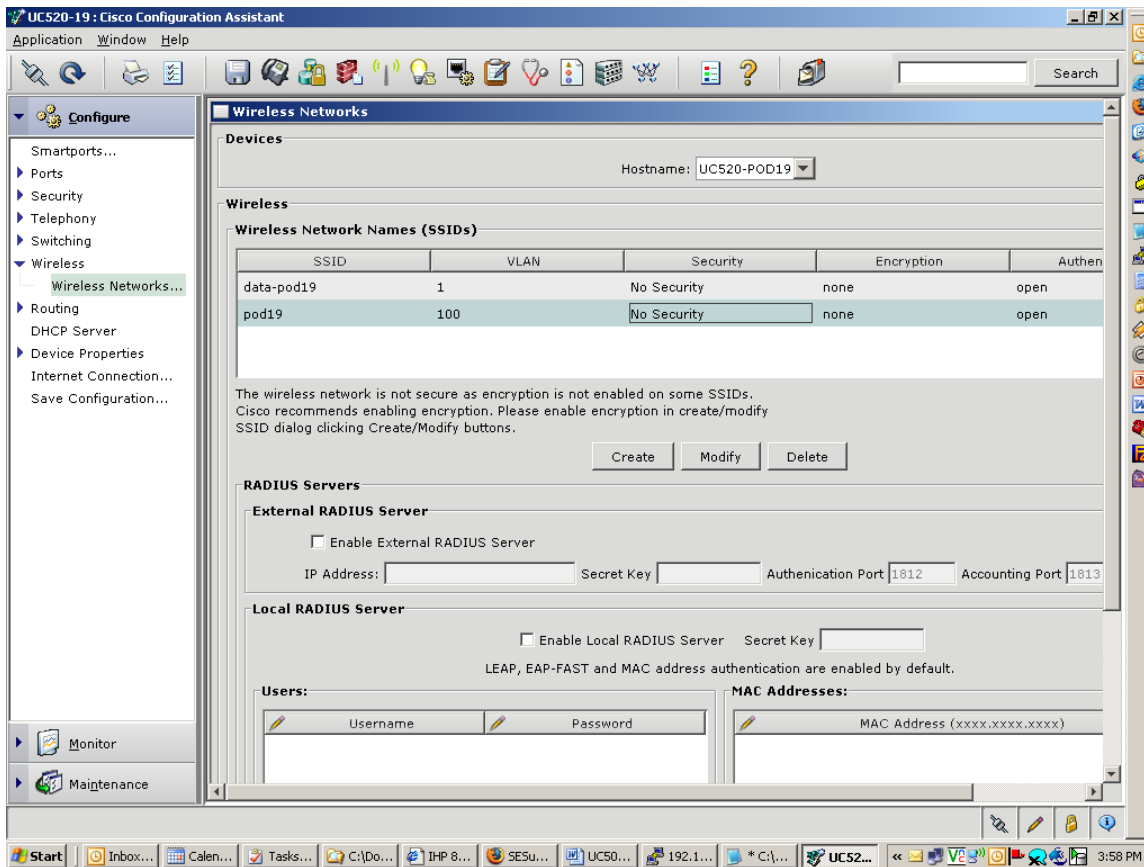 UC520-19 : Cisco Configuration Assistant
Application Window Help
Search
Configure
Smartports...
Ports
Security
Telephony
Switching
Wireless
Wireless Networks...
Routing
DHCP Server
Device Properties
Internet Connection...
Save Configuration...
Monitor
Maintenance
Wireless Networks
Devices
Hostname: UC520-POD19
Wireless
Wireless Network Names (SSIDs)
SSID VLAN Security Encryption Authen
data-pod19 1 No Security none open
pod19 100 No Security none open
The wireless network is not secure as encryption is not enabled on some SSIDs.
Cisco recommends enabling encryption. Please enable encryption in create/modify
SSID dialog clicking Create/Modify buttons.
Create Modify Delete
RADIUS Servers
External RADIUS Server
Enable External RADIUS Server
IP Address: Secret Key Authenication Port 1812 Accounting Port 1813
Local RADIUS Server
Enable Local RADIUS Server Secret Key
LEAP, EAP-FAST and MAC address authentication are enabled by default.
Users: MAC Addresses:
Username Password MAC Address (xxxx.xxxx.xxxx)
Start Inbox... Calen... Tasks... C:\Do... IHP 8... SESu... UC50... 192.1... * C:\... UC52... « 3:58 PM